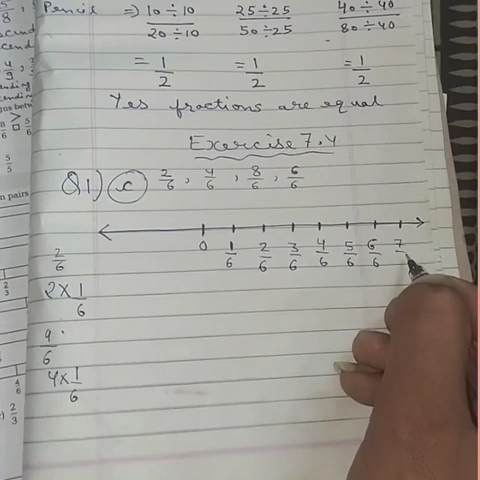 Pencil ⇒ 10÷10/20÷10 25÷25/50÷25 40÷40/80÷40
= 1/2 = 1/2 = 1/2
Yes fractions are equal
Exercise 7.4
Q1) c 2/6, 4/6, 8/6, 6/6
0 1/6 2/6 3/6 4/6 5/6 6/6 7
2/6
2×1/6
4/6
4×1/6